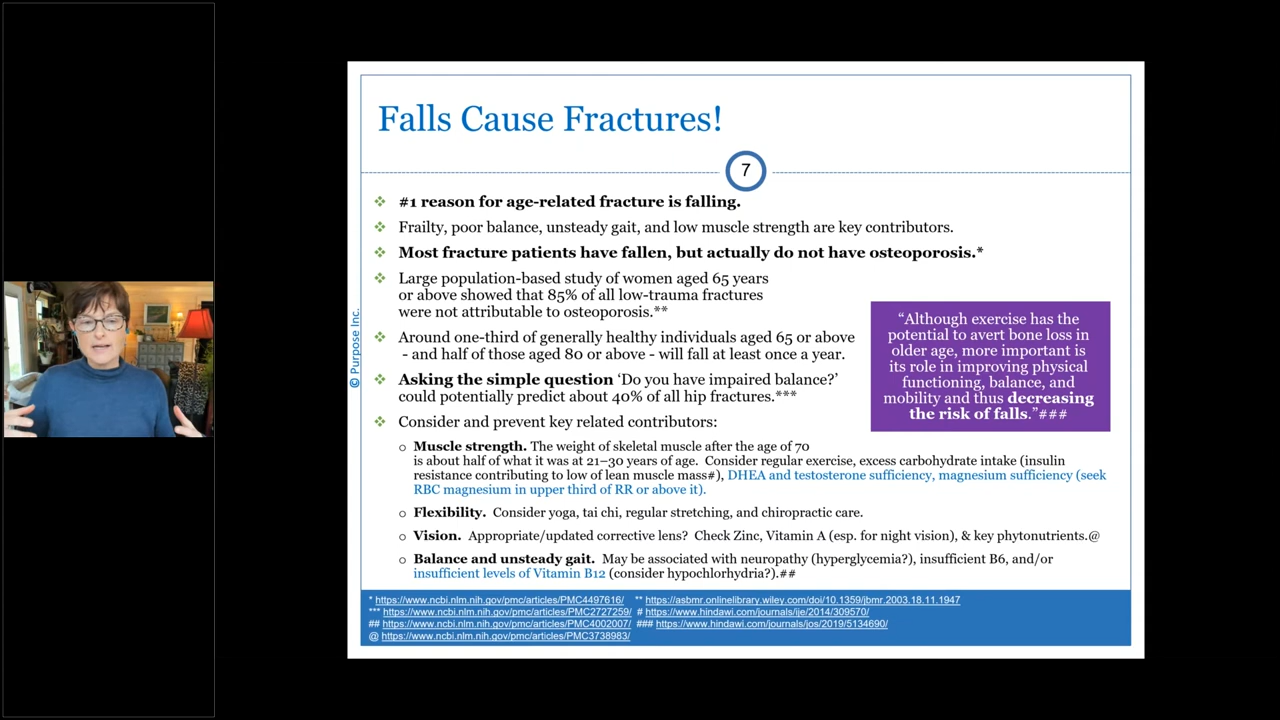 Falls Cause Fractures!
7
#1 reason for age-related fracture is falling.
Frailty, poor balance, unsteady gait, and low muscle strength are key contributors.
Most fracture patients have fallen, but actually do not have osteoporosis.*
Large population-based study of women aged 65 years
or above showed that 85% of all low-trauma fractures
were not attributable to osteoporosis.**
Around one-third of generally healthy individuals aged 65 or above
- and half of those aged 80 or above - will fall at least once a year.
Asking the simple question ‘Do you have impaired balance?’
could potentially predict about 40% of all hip fractures.***
Consider and prevent key related contributors:
Muscle strength. The weight of skeletal muscle after the age of 70
is about half of what it was at 21–30 years of age. Consider regular exercise, excess carbohydrate intake (insulin
resistance contributing to low of lean muscle mass#), DHEA and testosterone sufficiency, magnesium sufficiency (seek
RBC magnesium in upper third of RR or above it).
Flexibility. Consider yoga, tai chi, regular stretching, and chiropractic care.
Vision. Appropriate/updated corrective lens? Check Zinc, Vitamin A (esp. for night vision), & key phytonutrients.@
Balance and unsteady gait. May be associated with neuropathy (hyperglycemia?), insufficient B6, and/or
insufficient levels of Vitamin B12 (consider hypochlorhydria?).##
“Although exercise has the
potential to avert bone loss in
older age, more important is
its role in improving physical
functioning, balance, and
mobility and thus decreasing
the risk of falls.”###
© Purpose Inc.
* https://www.ncbi.nlm.nih.gov/pmc/articles/PMC4497616/ ** https://asbmr.onlinelibrary.wiley.com/doi/10.1359/jbmr.2003.18.11.1947
*** https://www.ncbi.nlm.nih.gov/pmc/articles/PMC2727259/ # https://www.hindawi.com/journals/ije/2014/309570/
## https://www.ncbi.nlm.nih.gov/pmc/articles/PMC4002007/ ### https://www.hindawi.com/journals/jos/2019/5134690/
@ https://www.ncbi.nlm.nih.gov/pmc/articles/PMC3738983/